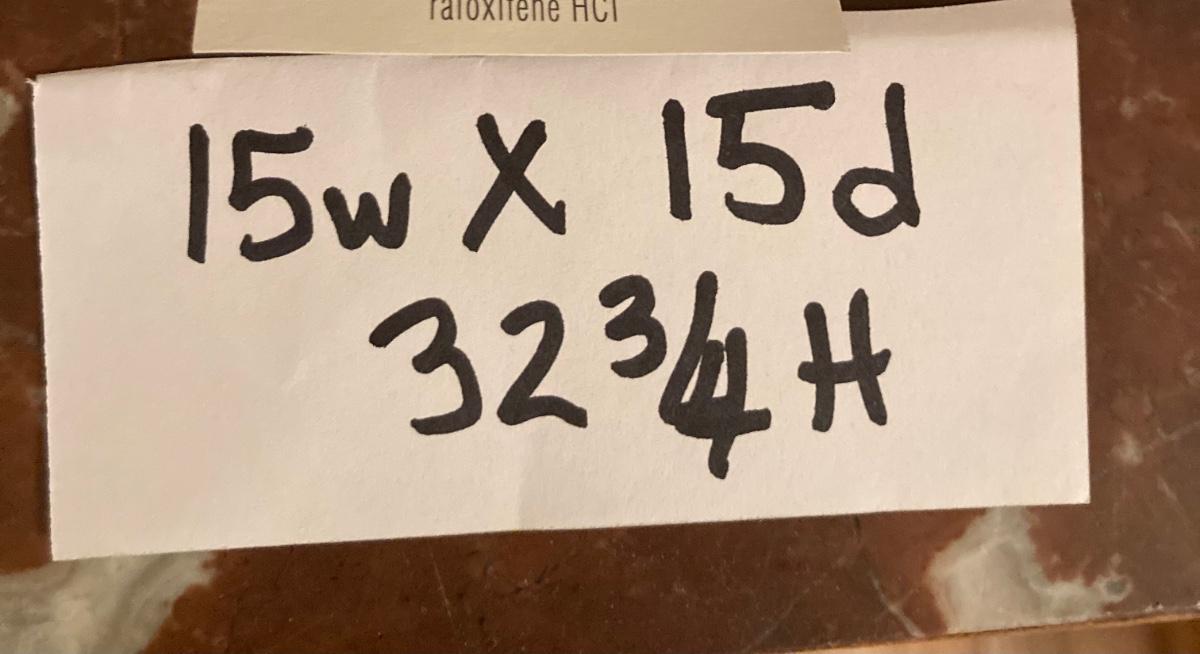 raloxifene HCl
15w X 15d
32 3/4 H